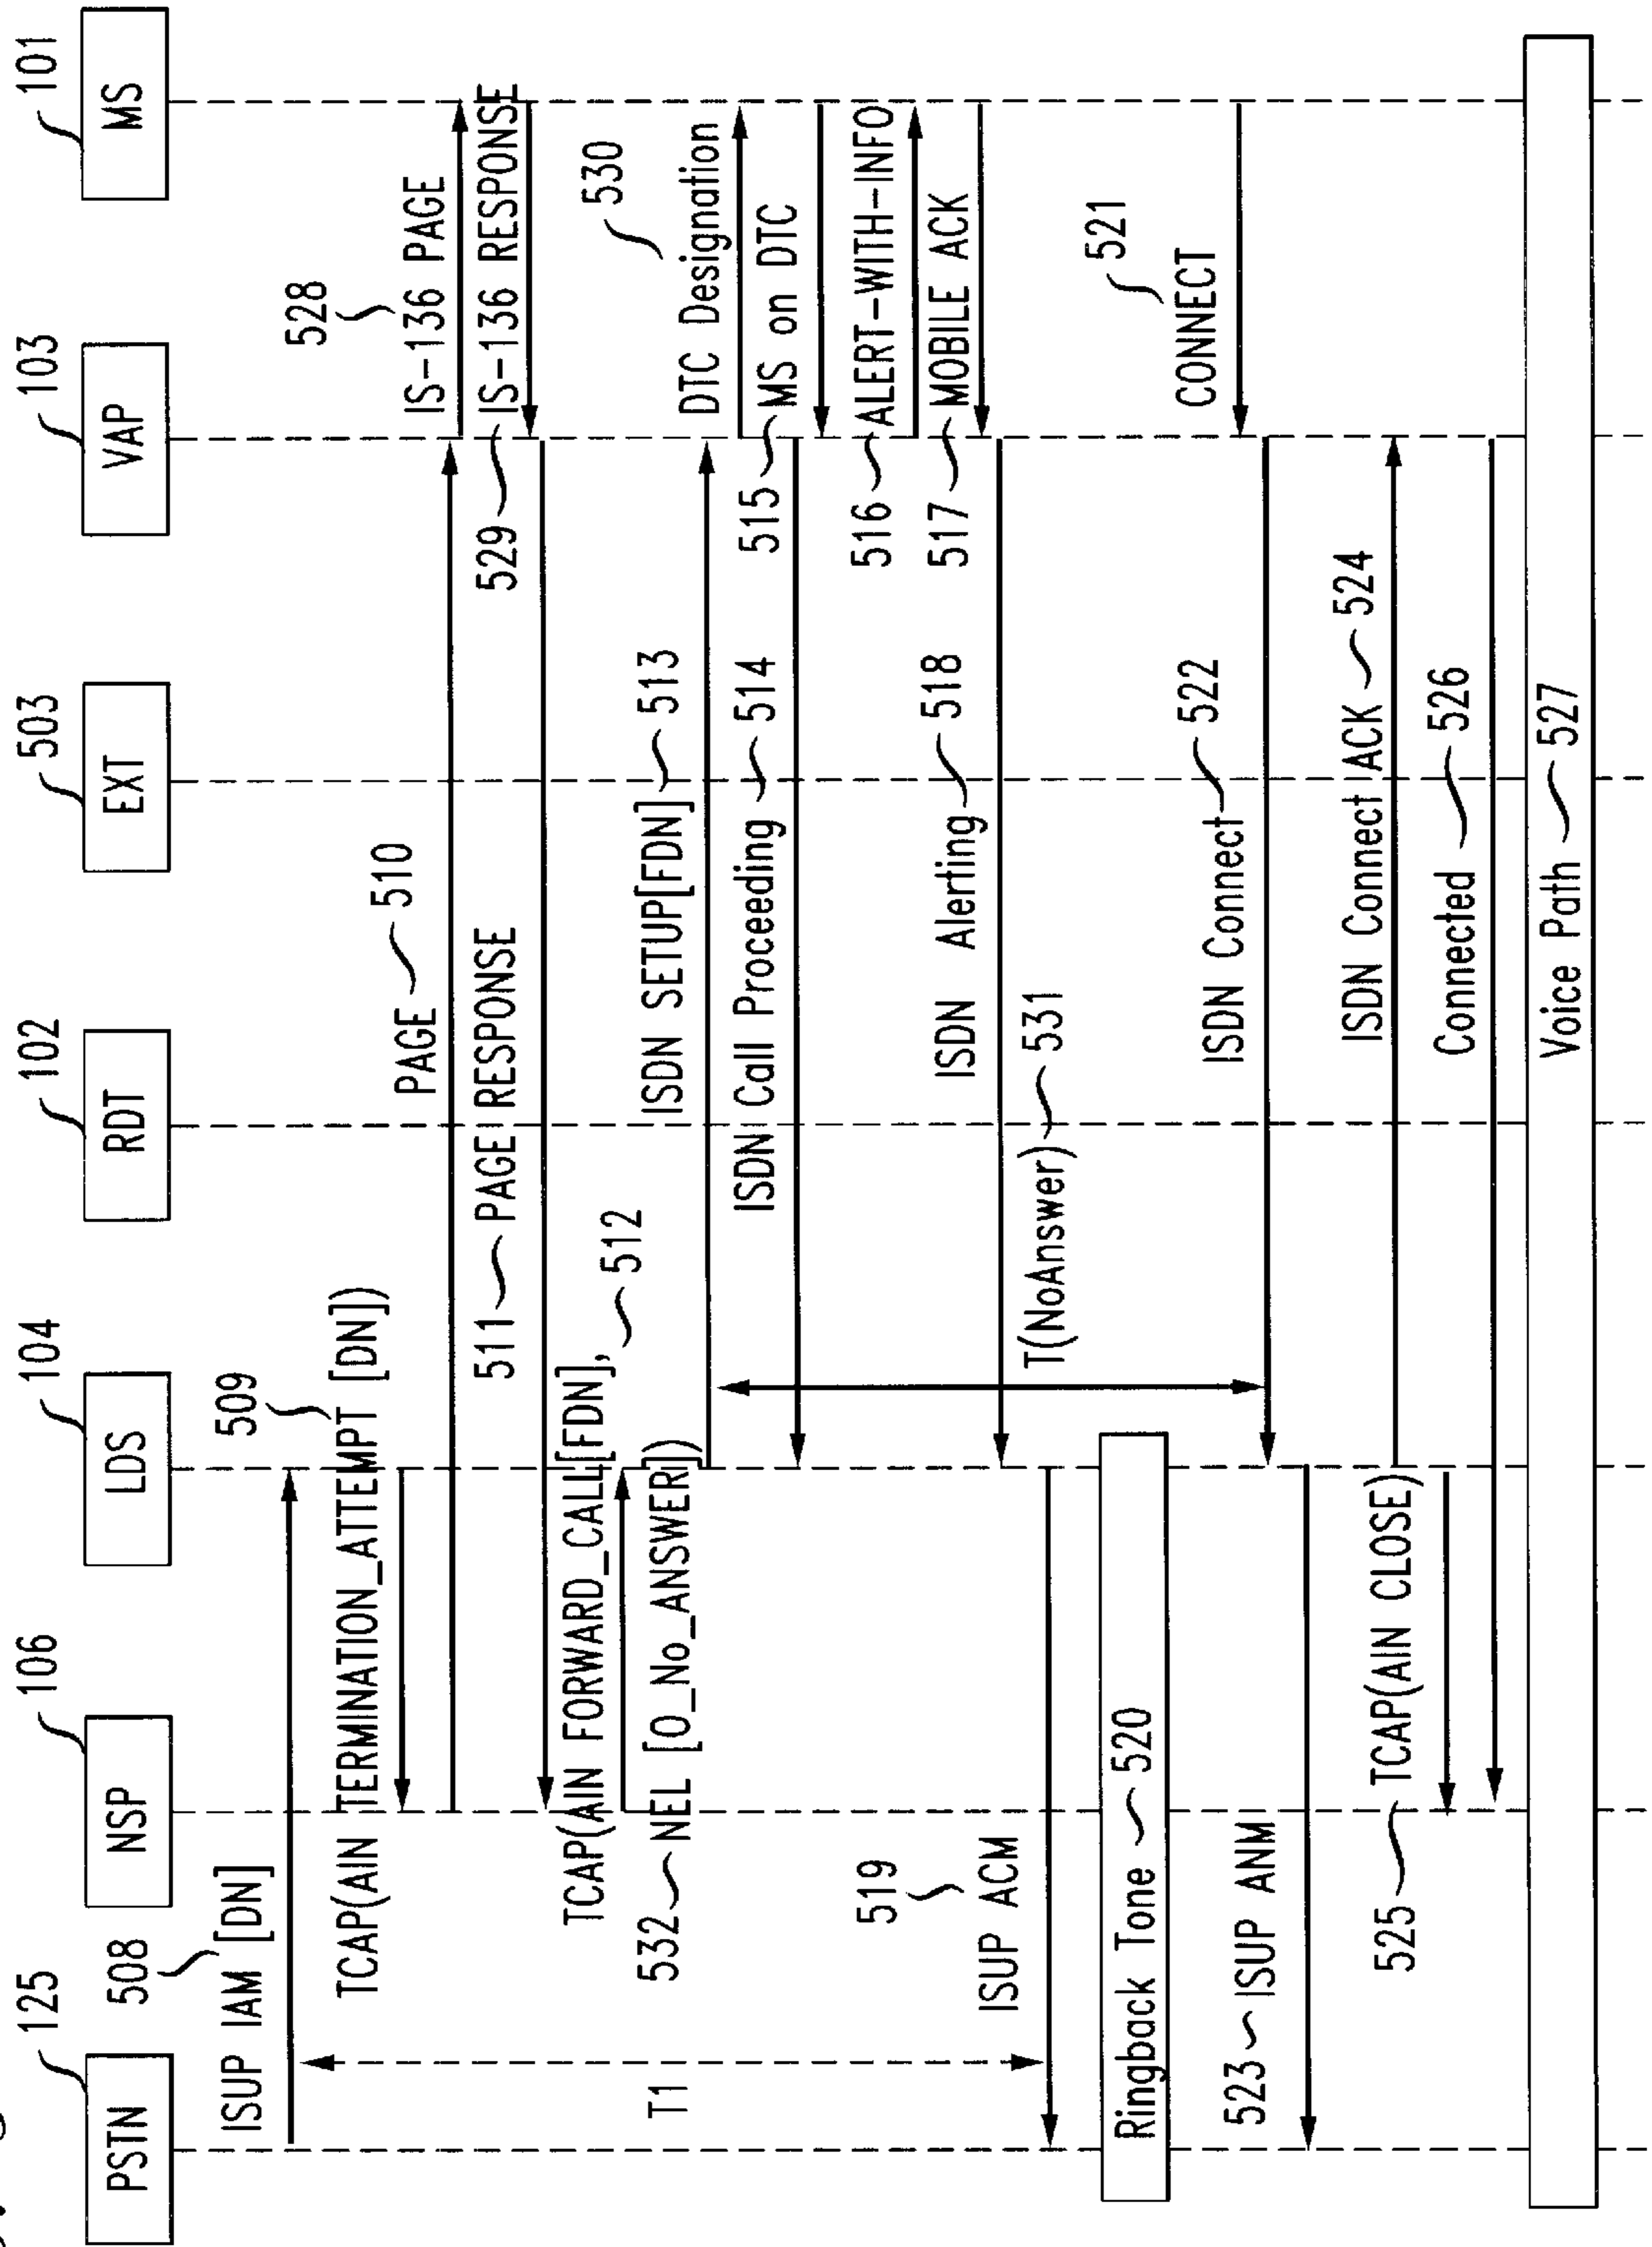 125
PSTN
106
NSP
104
LDS
102
RDT
503
EXT
103
VAP
101
MS
508
ISUP IAM [DN]
509
TCAP(AIN TERMINATION_ATTEMPT [DN])
PAGE 510
528
IS-136 PAGE
529 IS-136 RESPONSE
511 PAGE RESPONSE
TCAP(AIN FORWARD_CALL[FDN], 512
532 NEL [O_No_ANSWER])
ISDN SETUP[FDN] 513
530
DTC Designation
ISDN Call Proceeding 514
515 MS on DTC
516 ALERT-WITH-INFO
517 MOBILE ACK
ISDN Alerting 518
T1
519
ISUP ACM
T(NoAnswer) 531
Ringback Tone 520
521
CONNECT
ISDN Connect 522
523 ISUP ANM
ISDN Connect ACK 524
525 TCAP(AIN CLOSE)
Connected 526
Voice Path 527